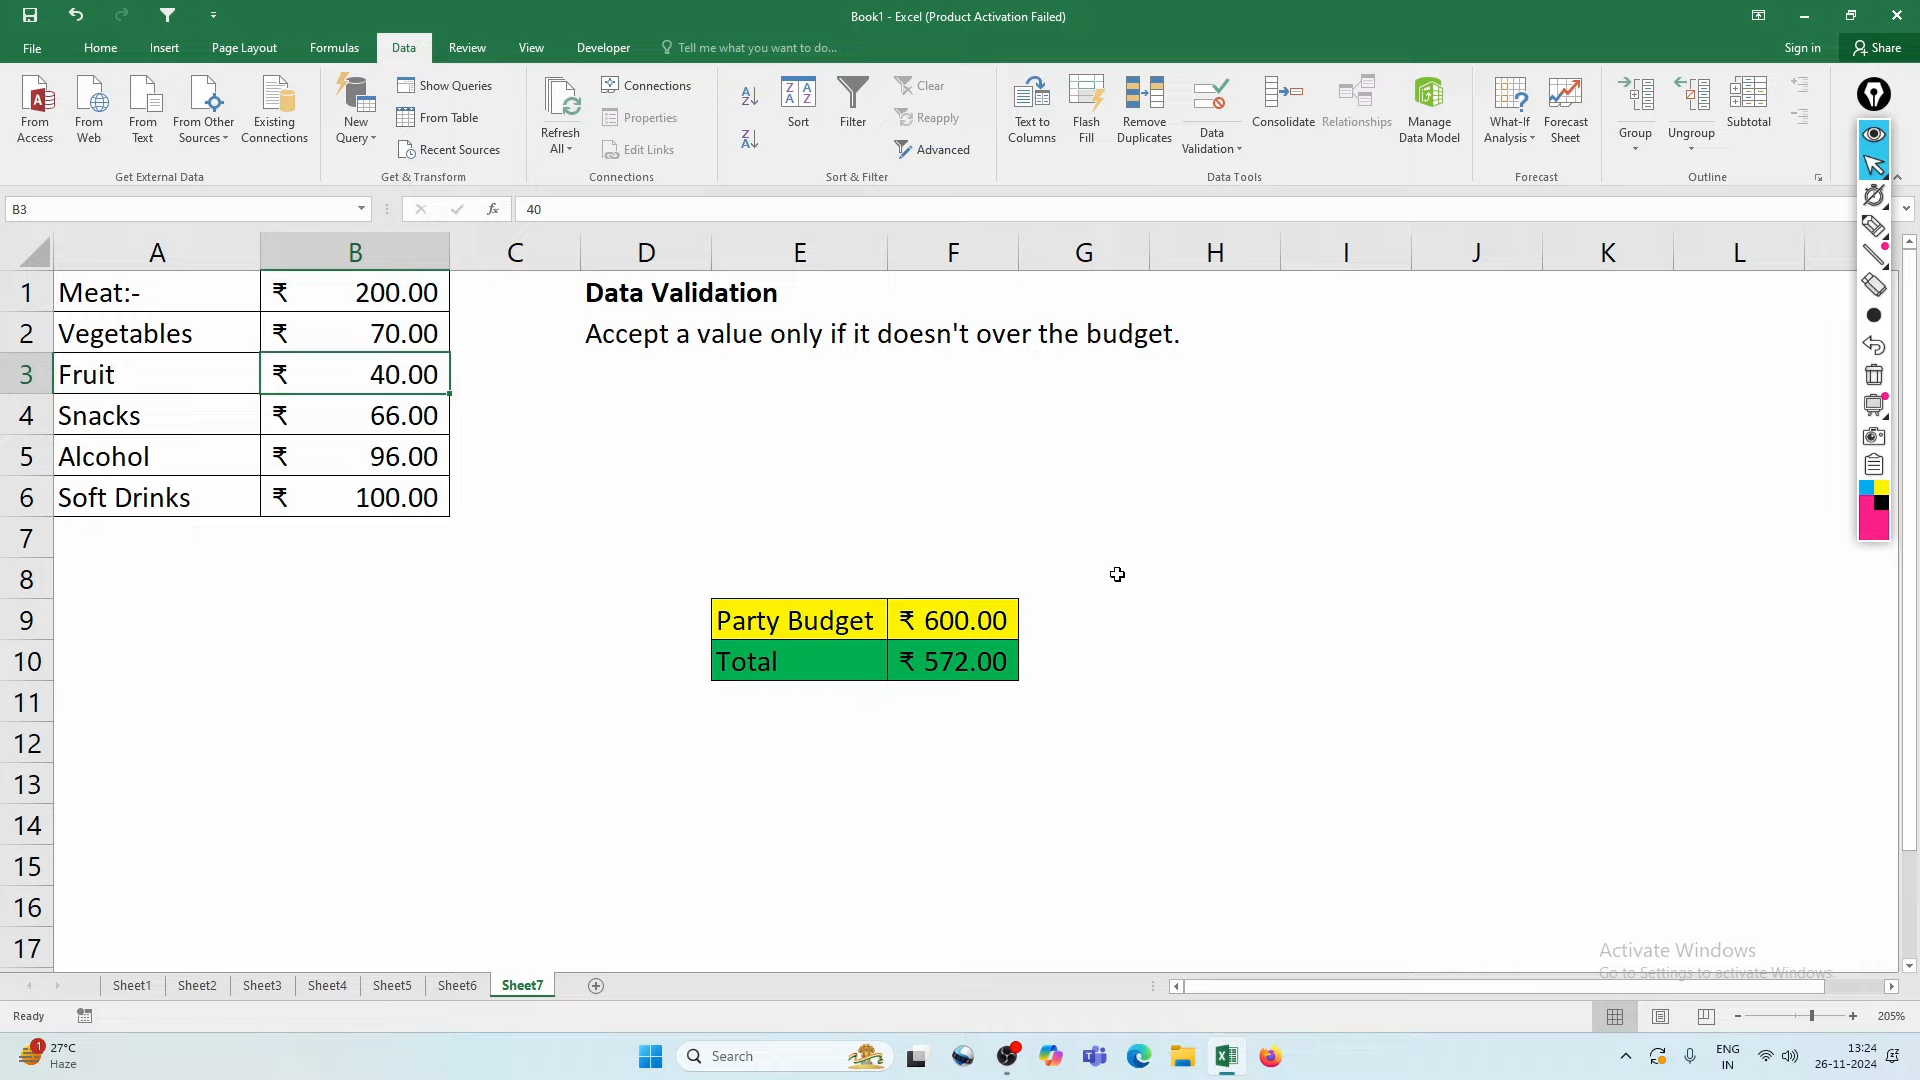 Book1 - Excel (Product Activation Failed)
File Home Insert Page Layout Formulas Data Review View Developer Tell me what you want to do... Sign in Share
From Access
From Web
From Text
From Other Sources
Existing Connections
Get External Data
New Query
Show Queries
From Table
Recent Sources
Get & Transform
Refresh All
Connections
Properties
Edit Links
Connections
Sort
Filter
Clear
Reapply
Advanced
Sort & Filter
Text to Columns
Flash Fill
Remove Duplicates
Data Validation
Consolidate
Relationships
Manage Data Model
Data Tools
What-If Analysis
Forecast Sheet
Forecast
Group
Ungroup
Subtotal
Outline
B3 fx 40
A B C D E F G H I J K L
1 Meat:- ₹ 200.00 Data Validation
2 Vegetables ₹ 70.00 Accept a value only if it doesn't over the budget.
3 Fruit ₹ 40.00
4 Snacks ₹ 66.00
5 Alcohol ₹ 96.00
6 Soft Drinks ₹ 100.00
7
8
9 Party Budget ₹ 600.00
10 Total ₹ 572.00
11
12
13
14
15
16
17
Activate Windows
Go to Settings to activate Windows.
Sheet1 Sheet2 Sheet3 Sheet4 Sheet5 Sheet6 Sheet7
Ready 205%
1 27°C
Haze
Search
ENG
IN
13:24
26-11-2024